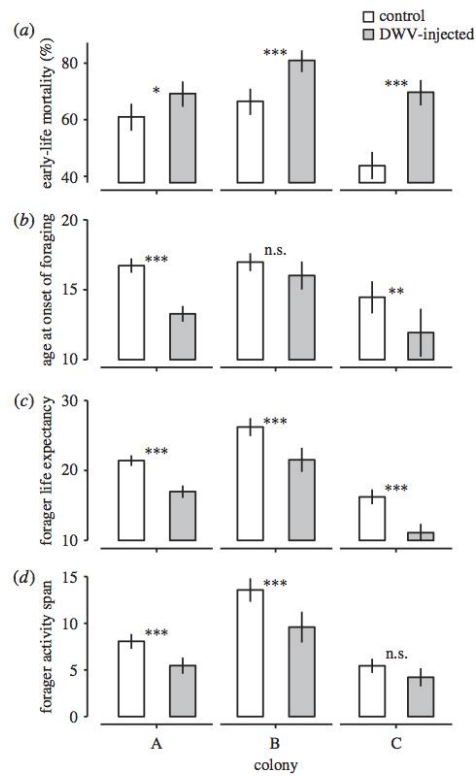 control
DWV-injected
(a)
early-life mortality (%)
80
60
40
*
***
***
(b)
age at onset of foraging
20
15
10
***
n.s.
**
(c)
forager life expectancy
30
20
10
***
***
***
(d)
forager activity span
15
10
5
0
***
***
n.s.
A B C
colony